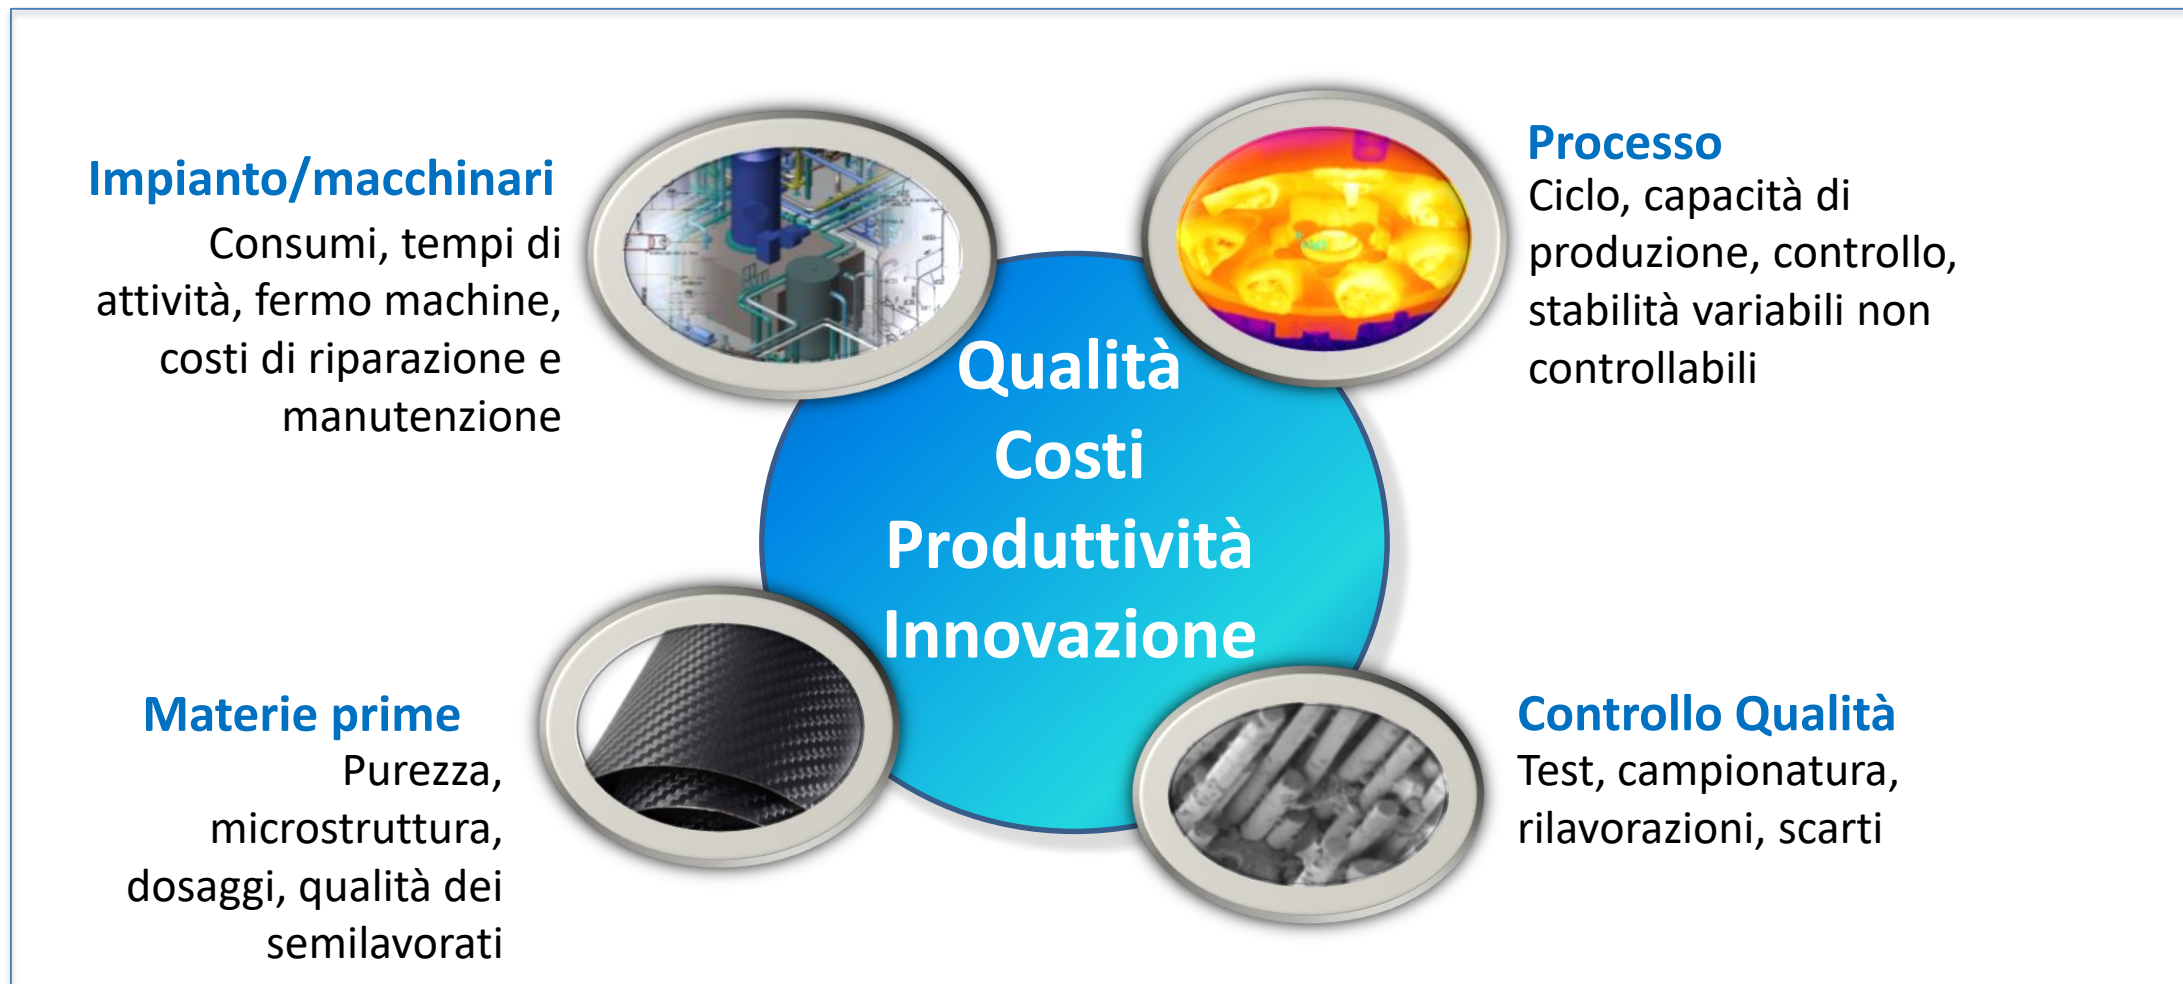 Impianto/macchinari
Consumi, tempi di
attività, fermo machine,
costi di riparazione e
manutenzione
Processo
Ciclo, capacità di
produzione, controllo,
stabilità variabili non
controllabili
Qualità
Costi
Produttività
Innovazione
Materie prime
Purezza,
microstruttura,
dosaggi, qualità dei
semilavorati
Controllo Qualità
Test, campionatura,
rilavorazioni, scarti